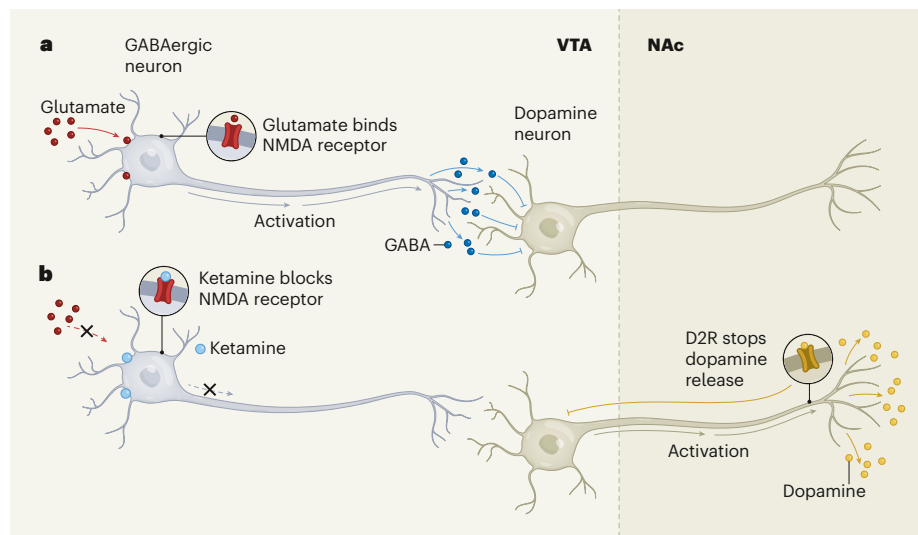 a
GABAergic
neuron
VTA
NAc
Glutamate
Glutamate binds
NMDA receptor
Dopamine
neuron
Activation
GABA
b
Ketamine blocks
NMDA receptor
Ketamine
D2R stops
dopamine
release
Activation
Dopamine